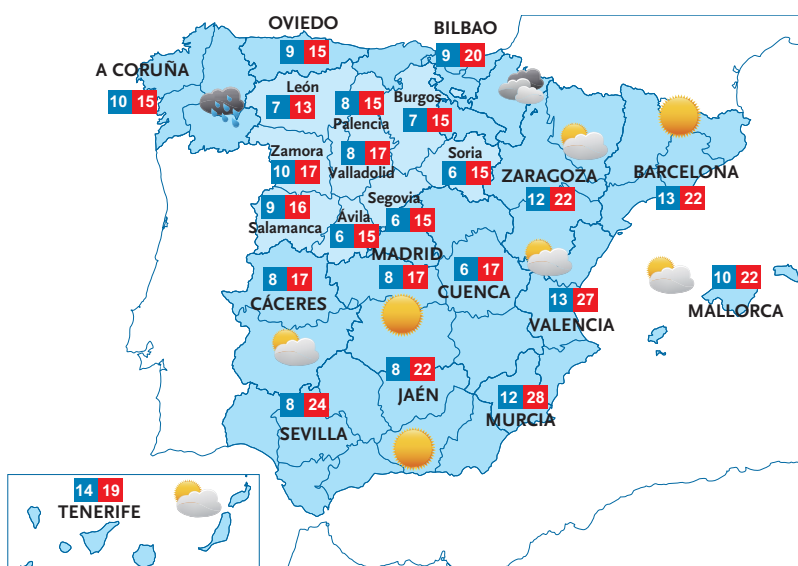 OVIEDO
9 15
BILBAO
9 20
A CORUÑA
10 15
León
7 13
8 15
Palencia
Burgos
7 15
Zamora
10 17
8 17
Valladolid
Soria
6 15
ZARAGOZA
12 22
BARCELONA
13 22
9 16
Salamanca
Ávila
6 15
Segovia
6 15
MADRID
8 17
6 17
CUENCA
8 17
CÁCERES
13 27
VALENCIA
10 22
MALLORCA
8 22
JAÉN
12 28
MURCIA
8 24
SEVILLA
14 19
TENERIFE